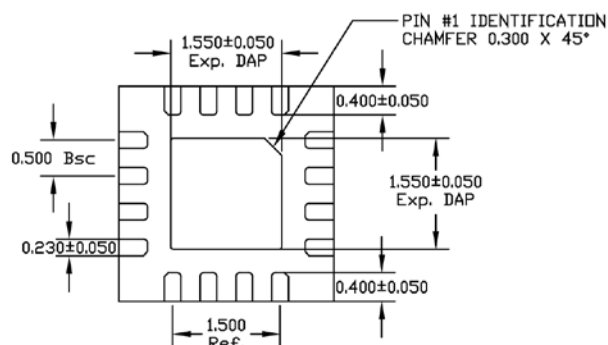 1.550±0.050
Exp. DAP
PIN #1 IDENTIFICATION
CHAMFER 0.300 X 45°
0.400±0.050
0.500 Bsc
1.550±0.050
Exp. DAP
0.230±0.050
0.400±0.050
1.500
Ref